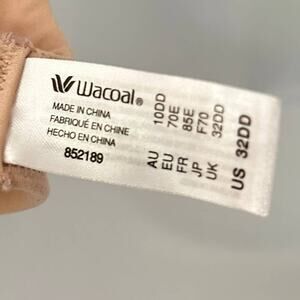 Wacoal®
MADE IN CHINA
FABRIQUÉ EN CHINE
HECHO EN CHINA
852189
AU 10DD
EU 70E
FR 85E
JP F70
UK 32DD
US 32DD